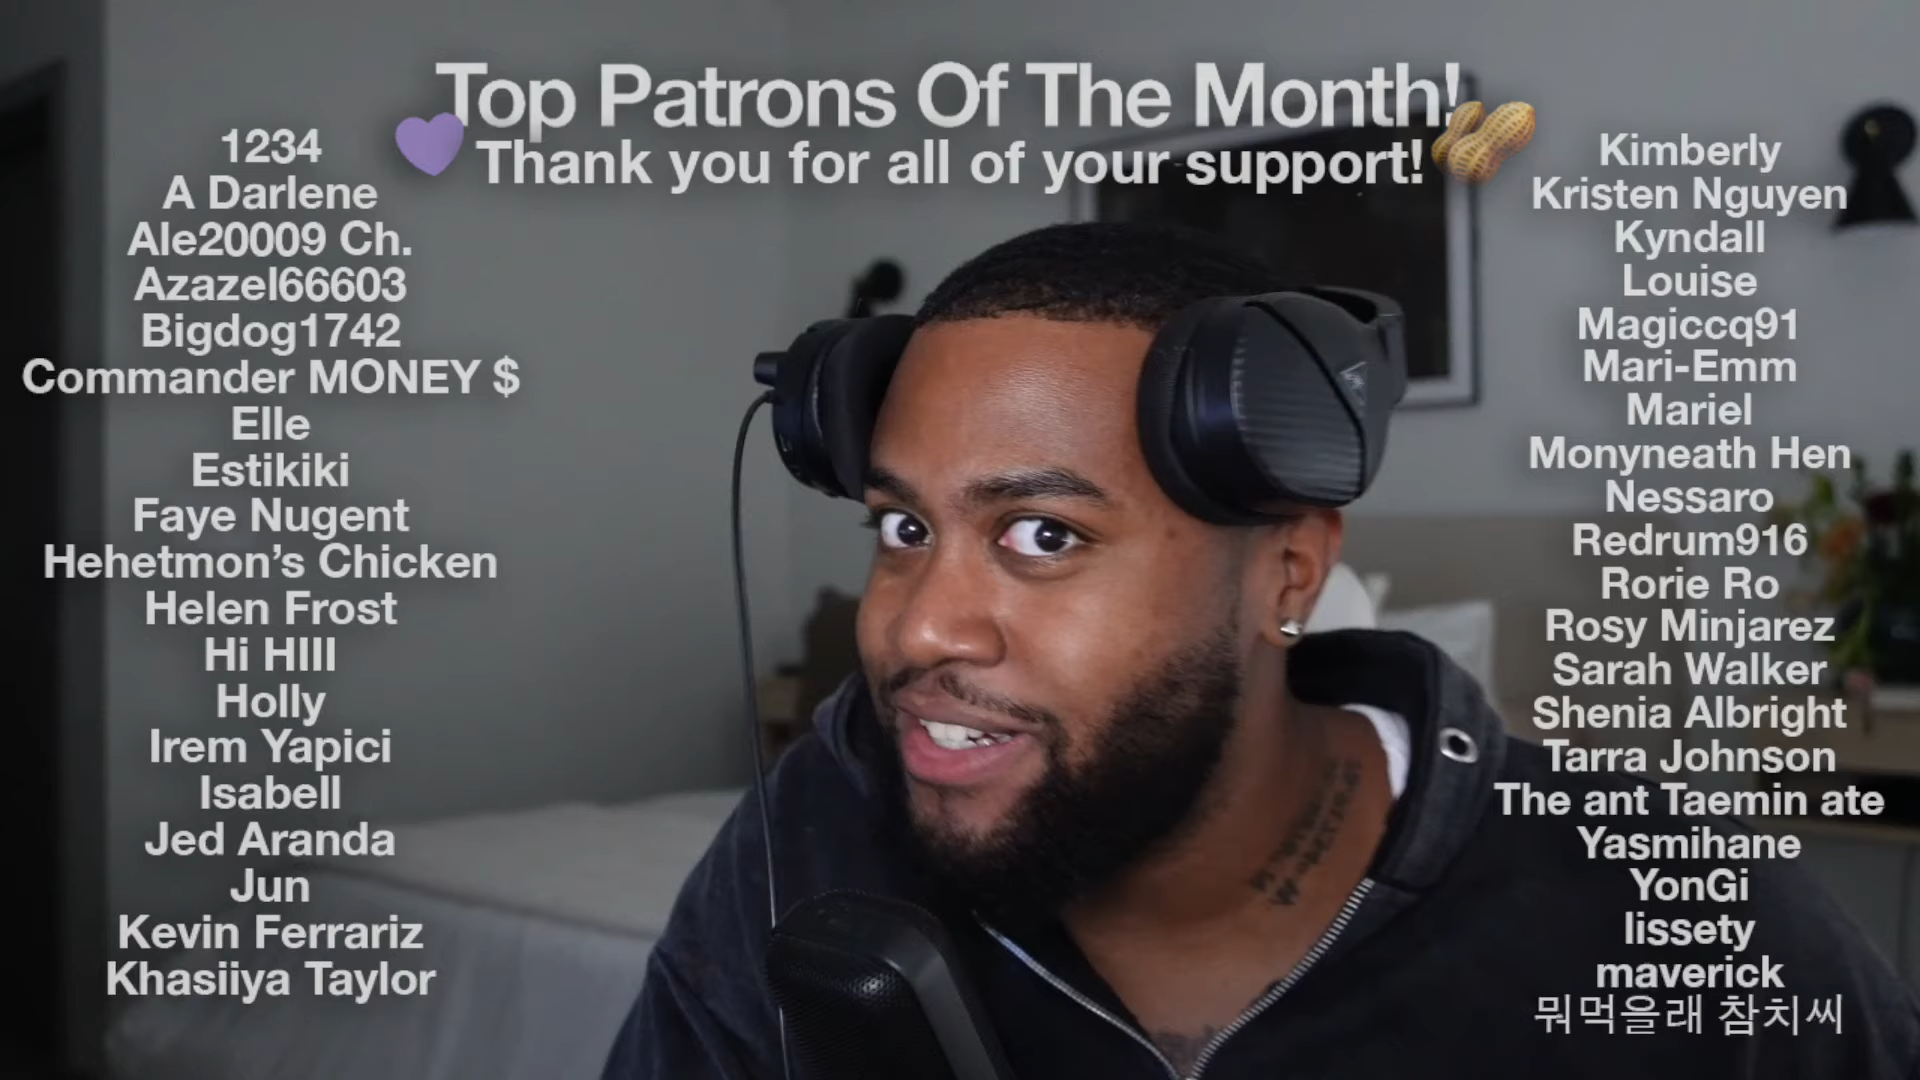 Top Patrons Of The Month!
Thank you for all of your support!
1234
A Darlene
Ale20009 Ch.
Azazel66603
Bigdog1742
Commander MONEY $
Elle
Estikiki
Faye Nugent
Hehetmon’s Chicken
Helen Frost
Hi HIII
Holly
Irem Yapici
Isabell
Jed Aranda
Jun
Kevin Ferrariz
Khasiiya Taylor
Kimberly
Kristen Nguyen
Kyndall
Louise
Magiccq91
Mari-Emm
Mariel
Monyneath Hen
Nessaro
Redrum916
Rorie Ro
Rosy Minjarez
Sarah Walker
Shenia Albright
Tarra Johnson
The ant Taemin ate
Yasmihane
YonGi
lissety
maverick
뭐먹을래 참치씨